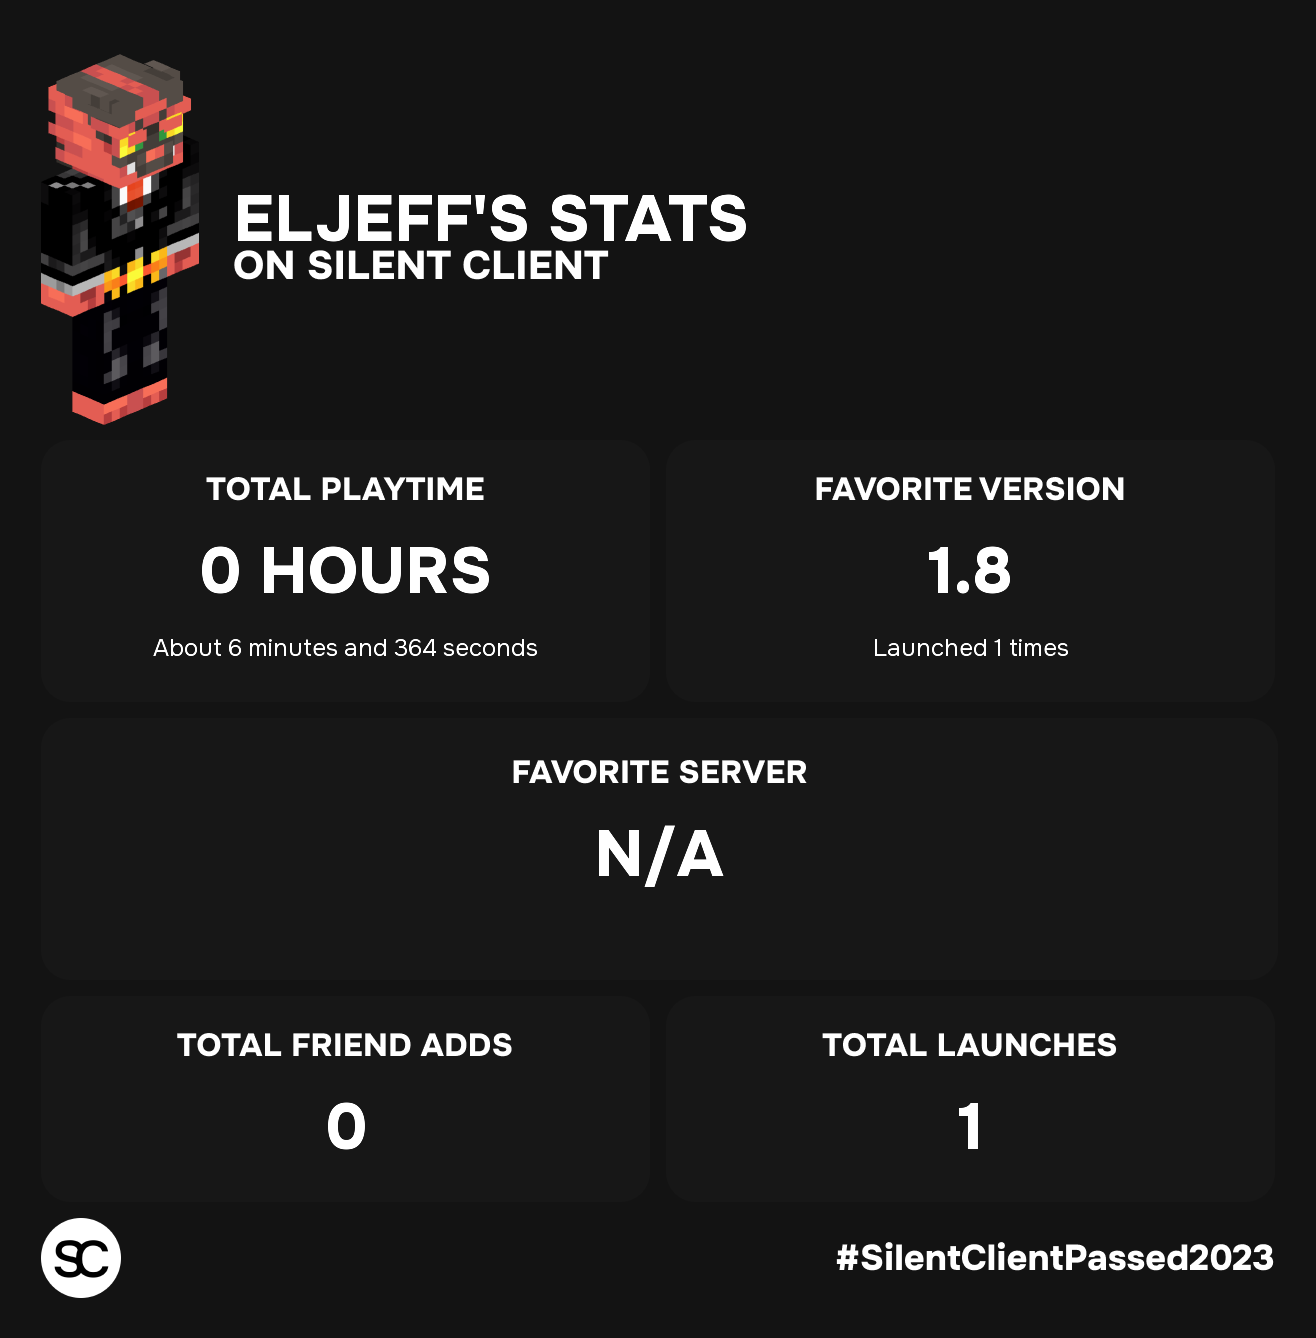 ELJEFF'S STATS
ON SILENT CLIENT
TOTAL PLAYTIME
0 HOURS
About 6 minutes and 364 seconds
FAVORITE VERSION
1.8
Launched 1 times
FAVORITE SERVER
N/A
TOTAL FRIEND ADDS
0
TOTAL LAUNCHES
1
SC
#SilentClientPassed2023